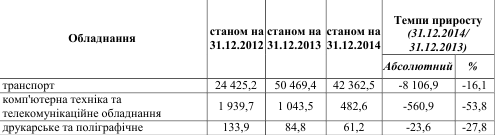 Обладнання
станом на
31.12.2012
станом на
31.12.2013
станом на
31.12.2014
Темпи приросту
(31.12.2014/
31.12.2013)
Абсолютний %
транспорт 24 425,2 50 469,4 42 362,5 -8 106,9 -16,1
комп'ютерна техніка та
телекомунікаційне обладнання 1 939,7 1 043,5 482,6 -560,9 -53,8
друкарське та поліграфічне 133,9 84,8 61,2 -23,6 -27,8